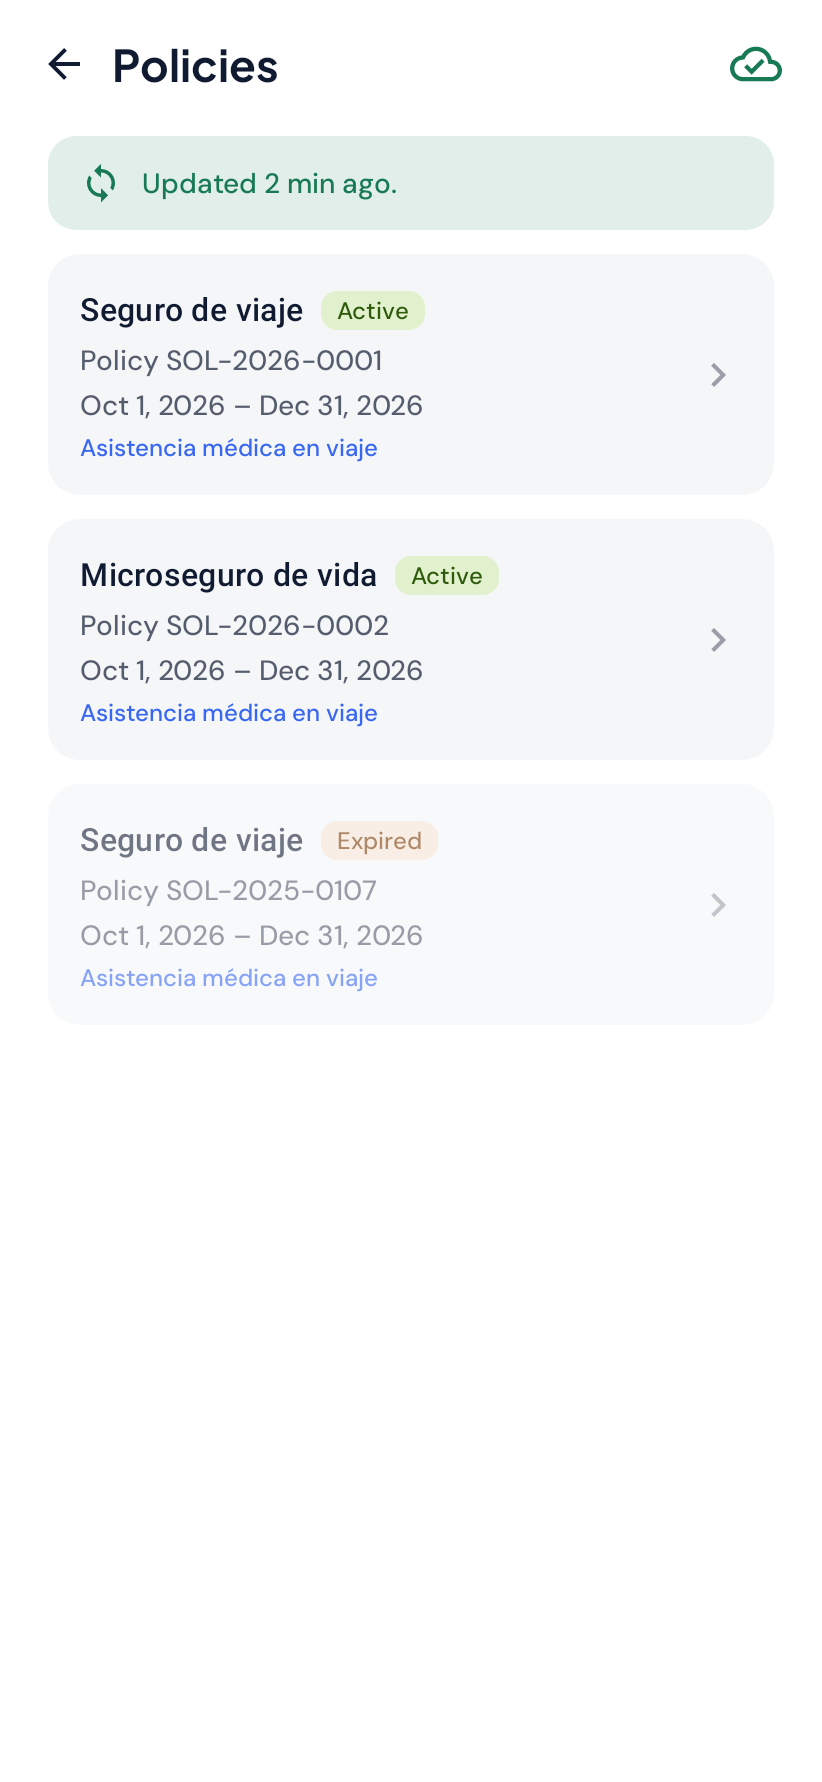 Policies
Updated 2 min ago.
Seguro de viaje Active
Policy SOL-2026-0001
Oct 1, 2026 – Dec 31, 2026
Asistencia médica en viaje
Microseguro de vida Active
Policy SOL-2026-0002
Oct 1, 2026 – Dec 31, 2026
Asistencia médica en viaje
Seguro de viaje Expired
Policy SOL-2025-0107
Oct 1, 2026 – Dec 31, 2026
Asistencia médica en viaje